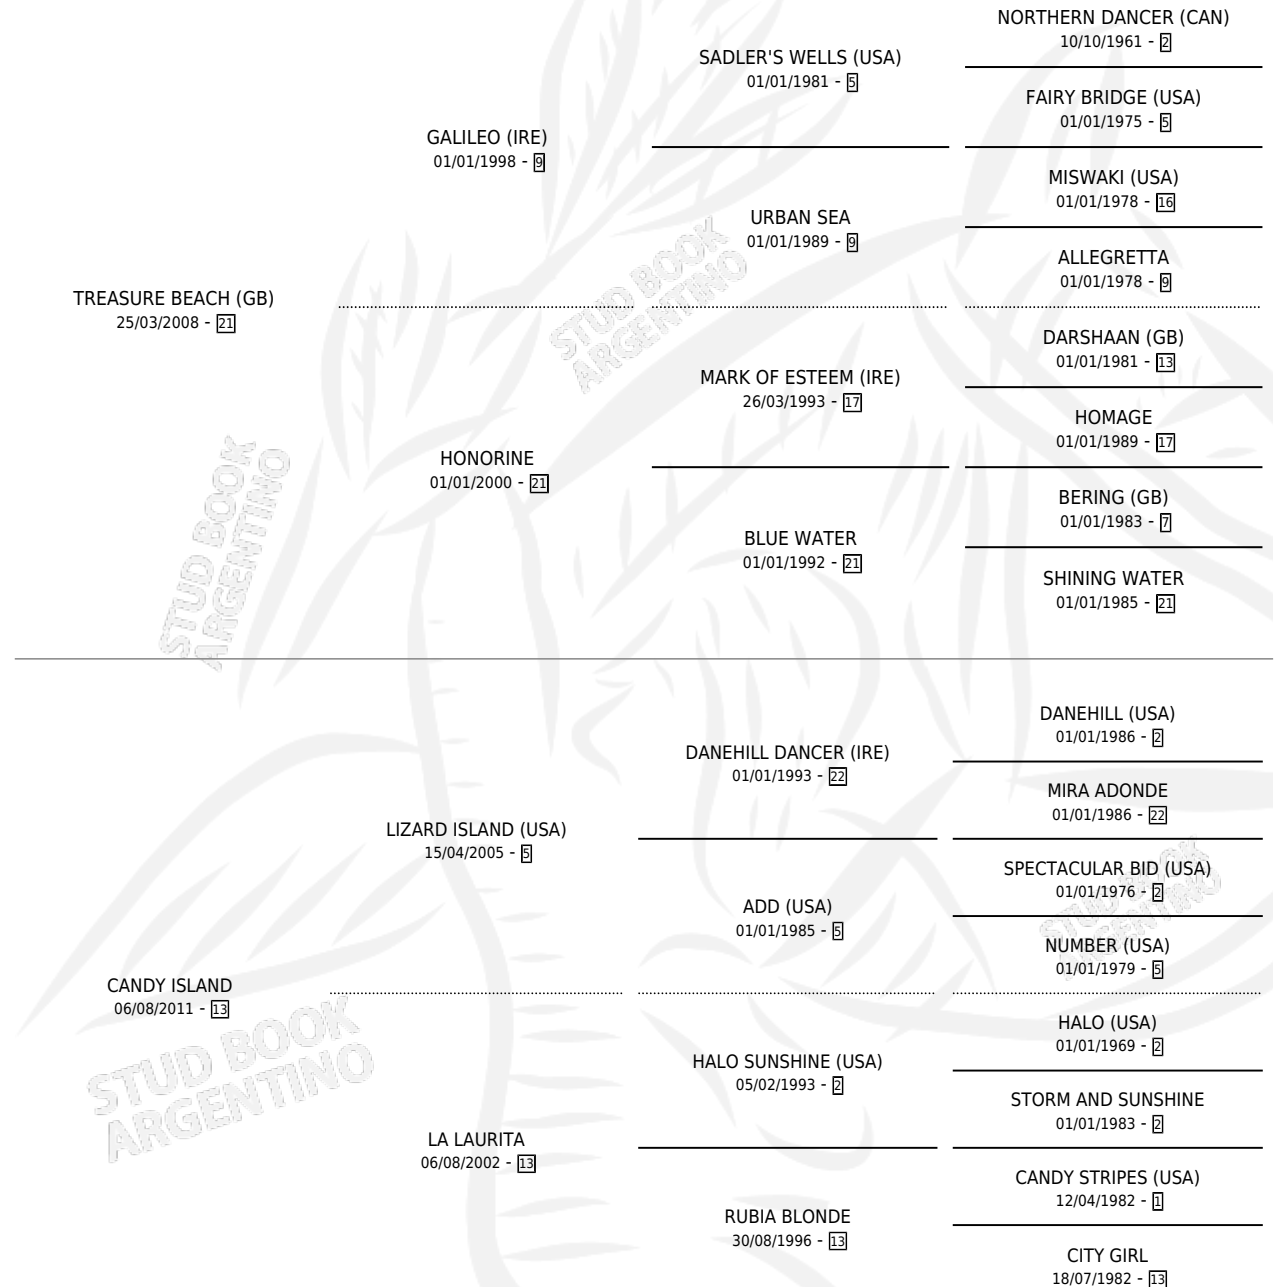 NORTHERN DANCER (CAN)
10/10/1961 - 2
SADLER'S WELLS (USA)
01/01/1981 - 5
FAIRY BRIDGE (USA)
01/01/1975 - 5
GALILEO (IRE)
01/01/1998 - 9
MISWAKI (USA)
01/01/1978 - 16
URBAN SEA
01/01/1989 - 9
ALLEGRETTA
01/01/1978 - 9
TREASURE BEACH (GB)
25/03/2008 - 21
STUD BOOK
ARGENTINO
DARSHAAN (GB)
01/01/1981 - 13
MARK OF ESTEEM (IRE)
26/03/1993 - 17
HOMAGE
01/01/1989 - 17
HONORINE
01/01/2000 - 21
BERING (GB)
01/01/1983 - 7
BLUE WATER
01/01/1992 - 21
SHINING WATER
01/01/1985 - 21
STUD BOOK
ARGENTINO
DANEHILL (USA)
01/01/1986 - 2
DANEHILL DANCER (IRE)
01/01/1993 - 22
MIRA ADONDE
01/01/1986 - 22
LIZARD ISLAND (USA)
15/04/2005 - 5
SPECTACULAR BID (USA)
01/01/1976 - 2
ADD (USA)
01/01/1985 - 5
STUD BOOK
ARGENTINO
NUMBER (USA)
01/01/1979 - 5
CANDY ISLAND
06/08/2011 - 13
HALO (USA)
01/01/1969 - 2
HALO SUNSHINE (USA)
05/02/1993 - 2
STORM AND SUNSHINE
01/01/1983 - 2
STUD BOOK
ARGENTINO
LA LAURITA
06/08/2002 - 13
CANDY STRIPES (USA)
12/04/1982 - 1
RUBIA BLONDE
30/08/1996 - 13
CITY GIRL
18/07/1982 - 13